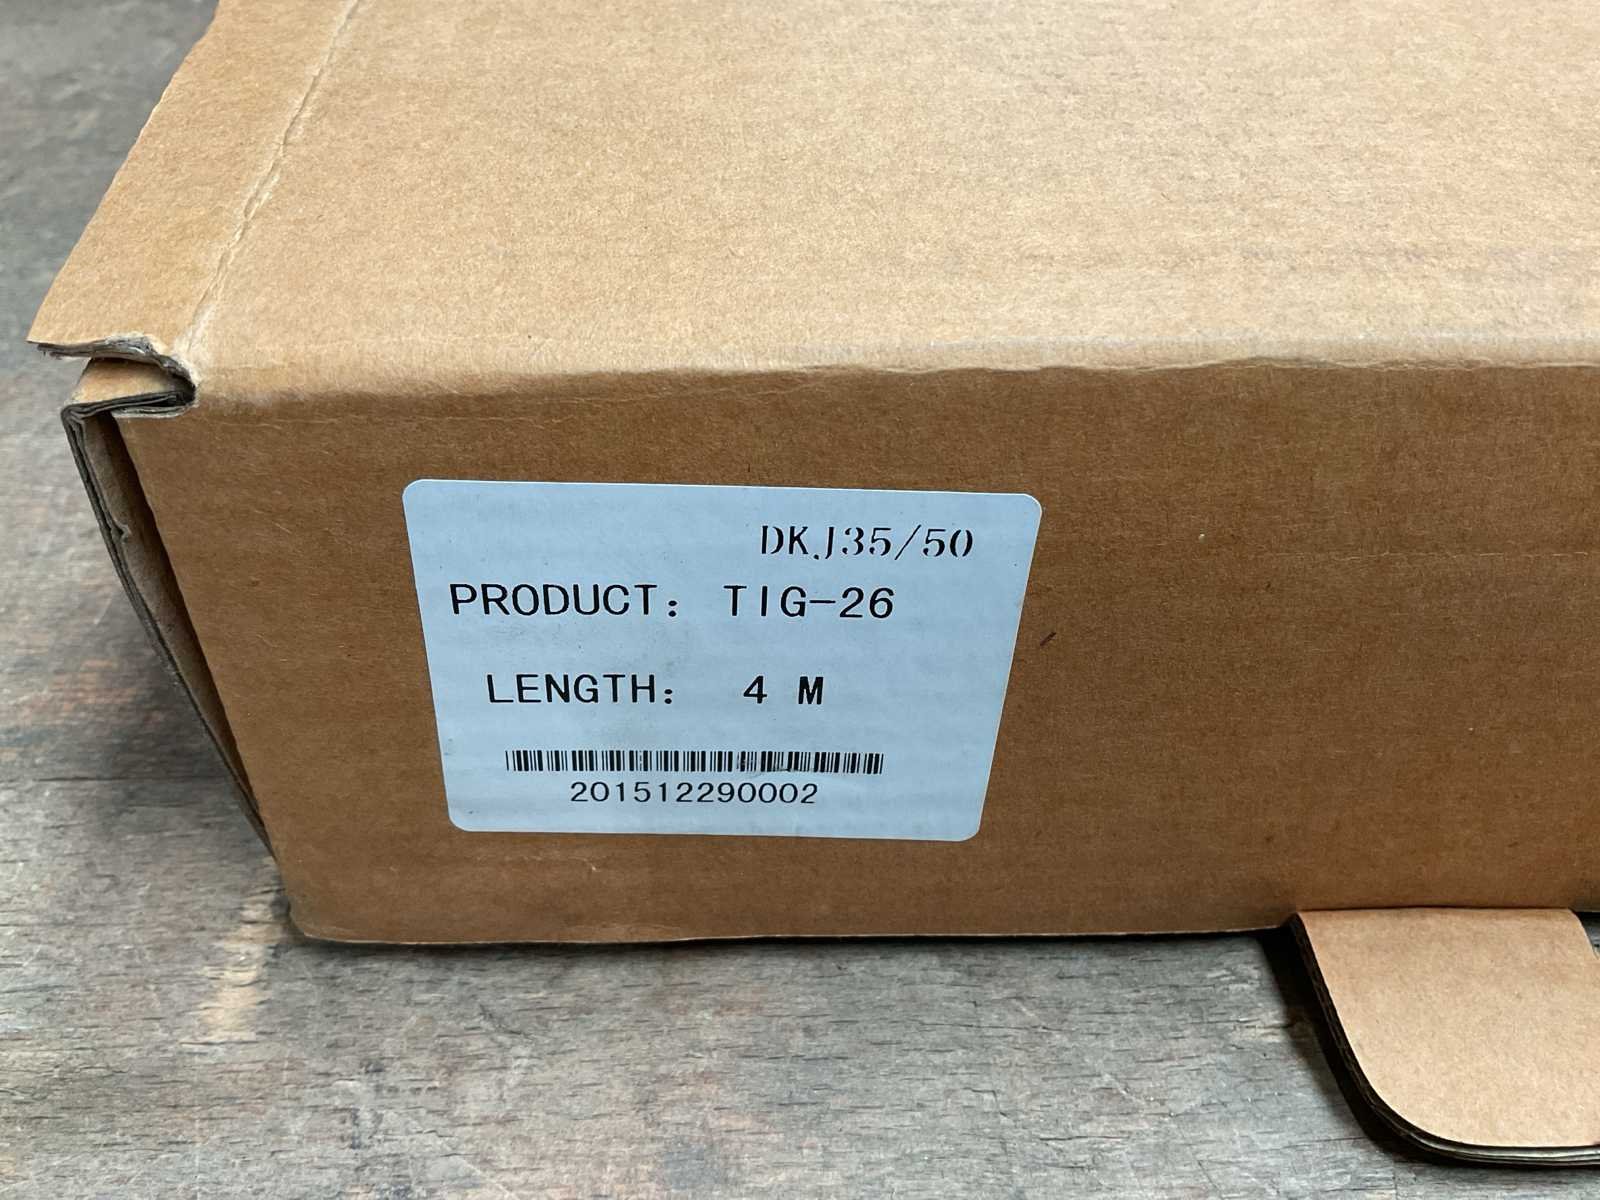 DKJ35/50
PRODUCT: TIG-26
LENGTH: 4 M
201512290002